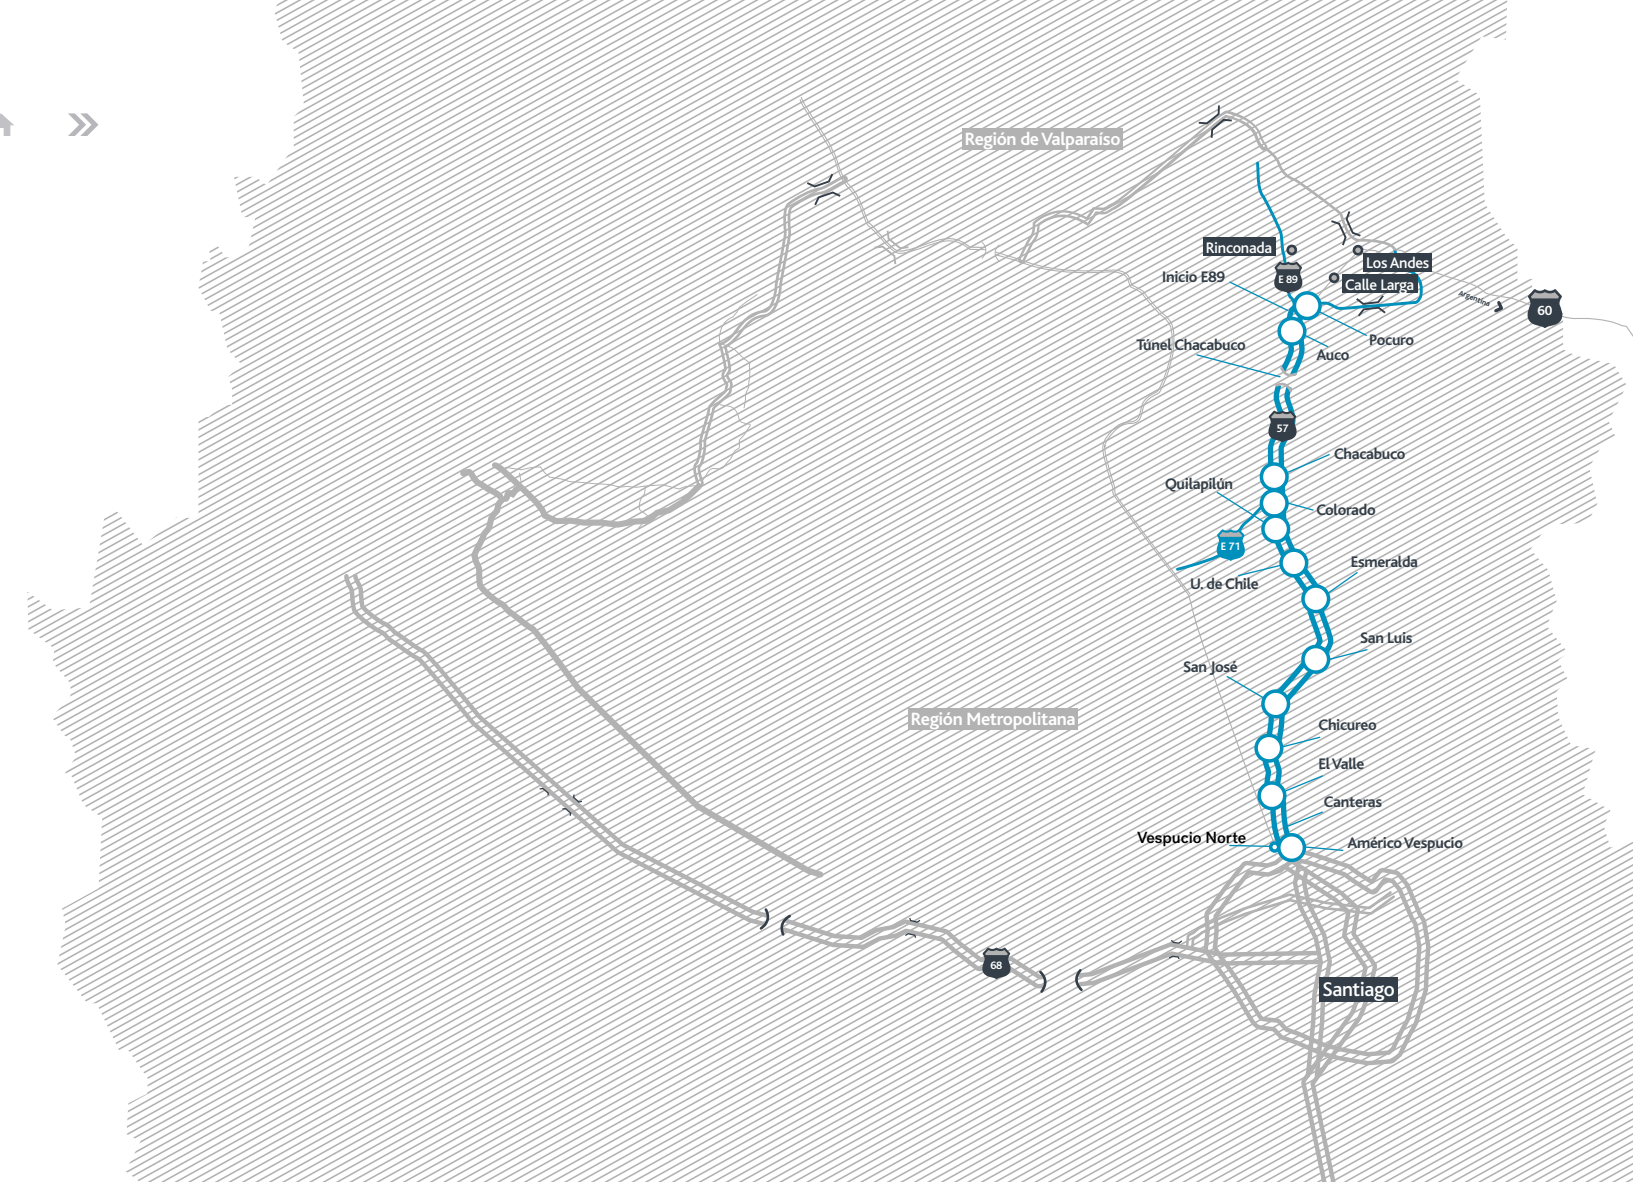 Región de Valparaíso
Rinconada
Los Andes
Inicio E89
E 89
Calle Larga
Argentina
60
Pocuro
Túnel Chacabuco
Auco
57
Chacabuco
Quilapilún
Colorado
E 71
Esmeralda
U. de Chile
San Luis
San José
Región Metropolitana
Chicureo
El Valle
Canteras
Vespucio Norte
Américo Vespucio
68
Santiago